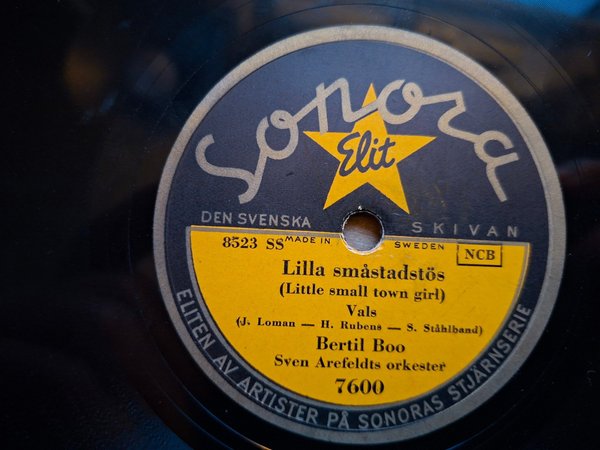 Sonora
Elit
DEN SVENSKA SKIVAN
8523 SS MADE IN SWEDEN NCB
Lilla småstadstös
(Little small town girl)
Vals
(J. Loman — H. Rubens — S. Ståhlband)
Bertil Boo
Sven Arefeldts orkester
7600
ELITEN AV ARTISTER PÅ SONORAS STJÄRNSERIE